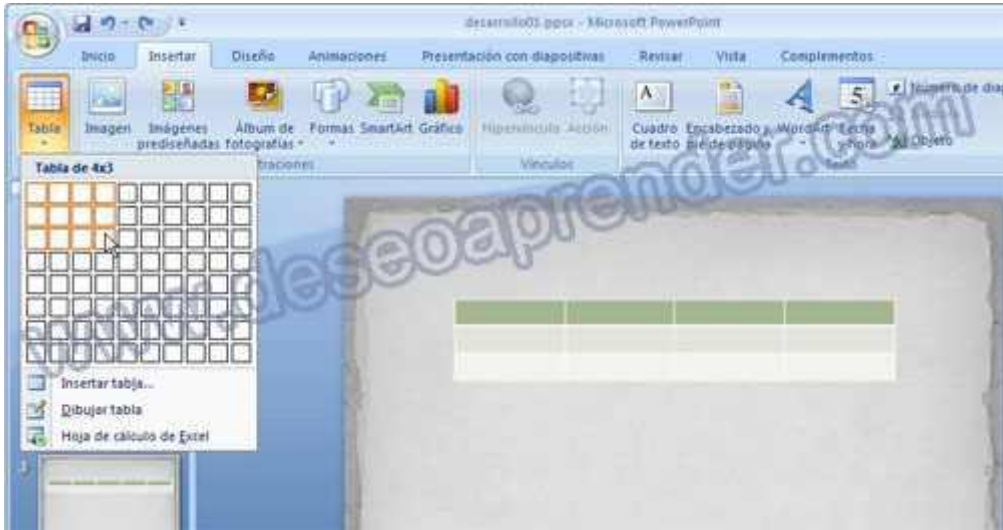 desarrollo01.pptx - Microsoft PowerPoint
Inicio Insertar Diseño Animaciones Presentación con diapositivas Revisar Vista Complementos
Tabla Imagen Imágenes prediseñadas Álbum de fotografías Formas SmartArt Gráfico Hipervínculo Acción Cuadro de texto Encabezado y pie de página WordArt Fecha y hora Número de diap
Objeto
Vínculos Texto
Tabla de 4x3
Insertar tabla...
Dibujar tabla
Hoja de cálculo de Excel
www.deseoaprender.com